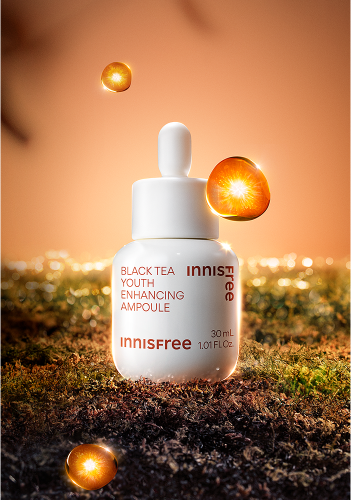 BLACK TEA
YOUTH
ENHANCING
AMPOULE
INNISFree
30 mL
INNISFree 1.01 Fl.Oz.